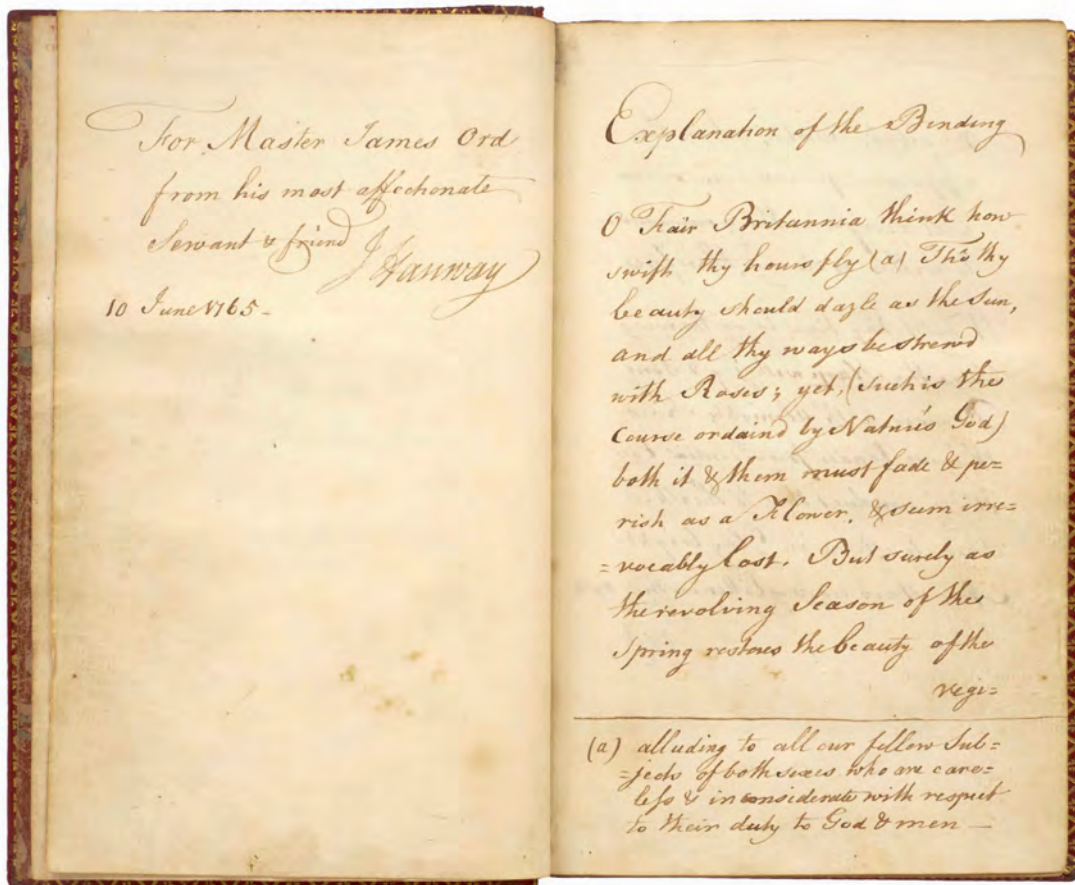 For Master James Ord
from his most affectionate
Servant & friend
J Hanway
10 June 1765-
Explanation of the Binding
O Fair Britannia think how
swift thy hours fly (a) Tho thy
beauty should dazle as the Sun,
and all thy ways be strew'd
with Roses; yet, (such is the
Course ordain'd by Nature's God)
both it & them must fade & pe=
rish as a Flower, & seem irre=
=vocably lost. But surely as
the revolving Season of the
Spring restores the beauty of the
vege=
(a) alluding to all our fellow Sub=
=jects of both sexes who are care=
less & inconsiderate with respect
to their duty to God & men —